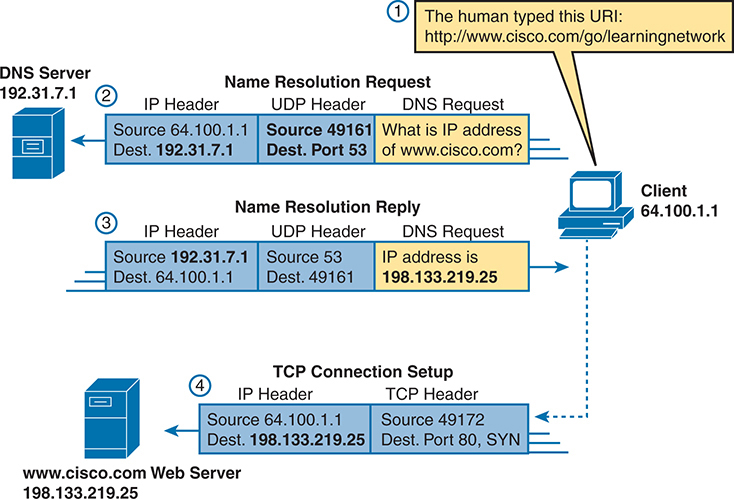 1
The human typed this URI:
http://www.cisco.com/go/learningnetwork
DNS Server
192.31.7.1
Name Resolution Request
2
IP Header
UDP Header
DNS Request
Source 64.100.1.1
Dest. 192.31.7.1
Source 49161
Dest. Port 53
What is IP address
of www.cisco.com?
Client
64.100.1.1
Name Resolution Reply
3
IP Header
UDP Header
DNS Request
Source 192.31.7.1
Dest. 64.100.1.1
Source 53
Dest. 49161
IP address is
198.133.219.25
TCP Connection Setup
4
IP Header
TCP Header
Source 64.100.1.1
Dest. 198.133.219.25
Source 49172
Dest. Port 80, SYN
www.cisco.com Web Server
198.133.219.25